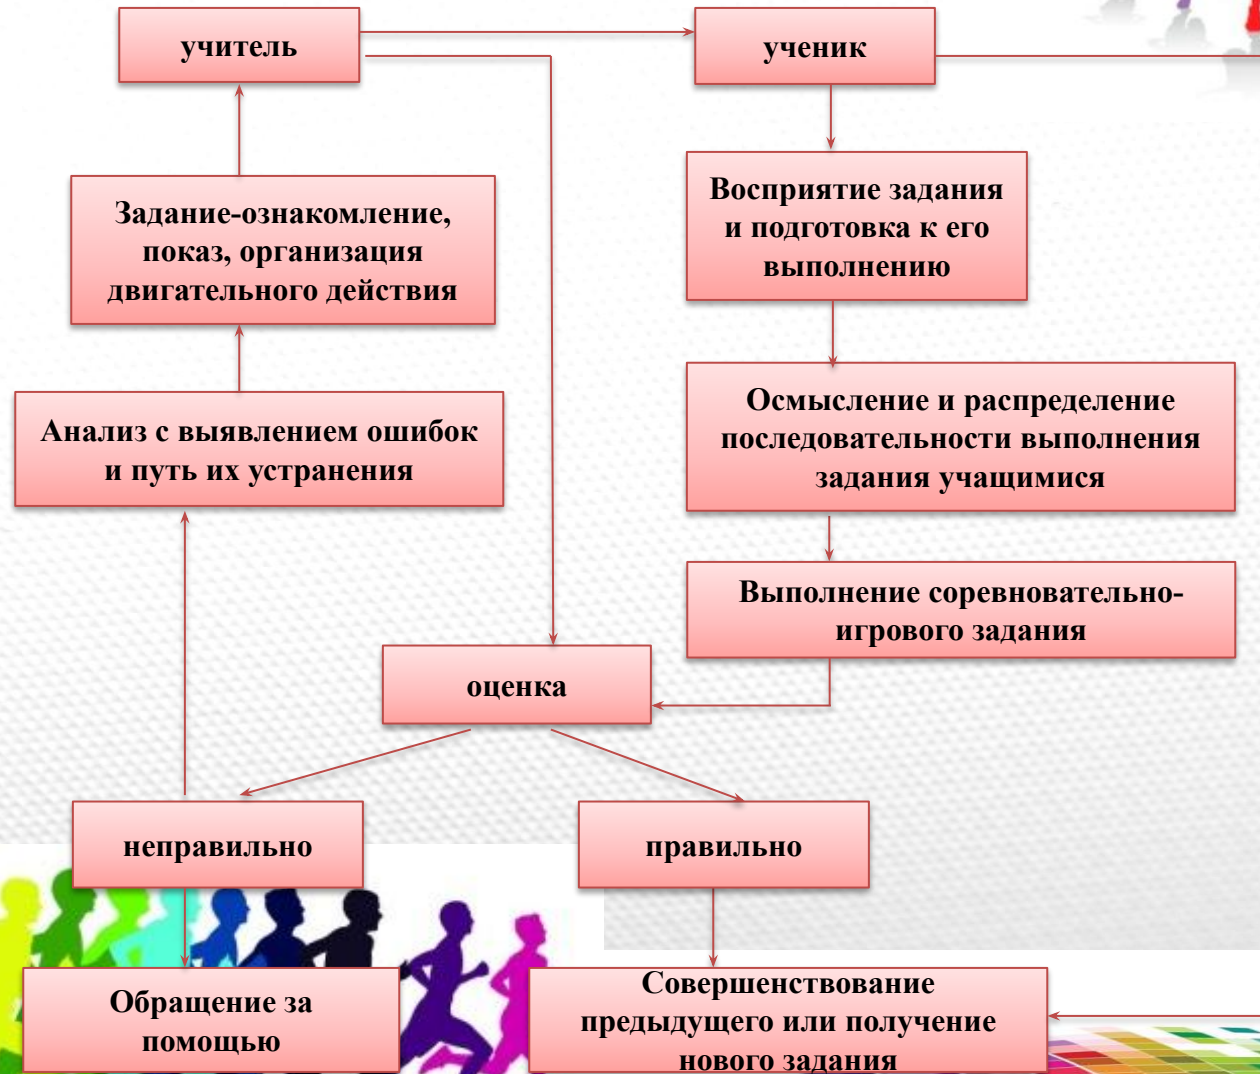 учитель
ученик
Задание-ознакомление,
показ, организация
двигательного действия
Восприятие задания
и подготовка к его
выполнению
Анализ с выявлением ошибок
и путь их устранения
Осмысление и распределение
последовательности выполнения
задания учащимися
Выполнение соревновательно-
игрового задания
оценка
неправильно
правильно
Обращение за
помощью
Совершенствование
предыдущего или получение
нового задания